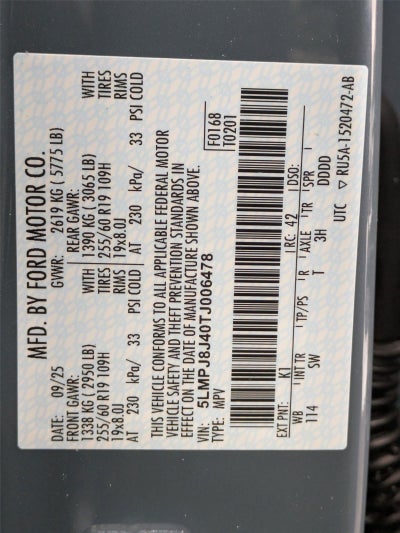 MFD. BY FORD MOTOR CO.
DATE: 09/25 GVWR: 2619 KG ( 5775 LB)
FRONT GAWR: REAR GAWR:
1338 KG ( 2950 LB) 1390 KG ( 3065 LB) WITH
255/60 R19 109H 255/60 R19 109H TIRES
19x8.0J 19x8.0J RIMS
AT 230 kPa/ 33 PSI COLD AT 230 kPa/ 33 PSI COLD
WITH
TIRES
RIMS
THIS VEHICLE CONFORMS TO ALL APPLICABLE FEDERAL MOTOR
VEHICLE SAFETY AND THEFT PREVENTION STANDARDS IN
EFFECT ON THE DATE OF MANUFACTURE SHOWN ABOVE.
VIN: 5LMPJ8J40TJ006478
TYPE: MPV
F0168
T0201
EXT PNT: K1 RC: 42 DSO:
WB INT TR TP/PS R AXLE TR SPR
114 SW T 3H DDDD
UTC ▽ RU5A-1520472-AB